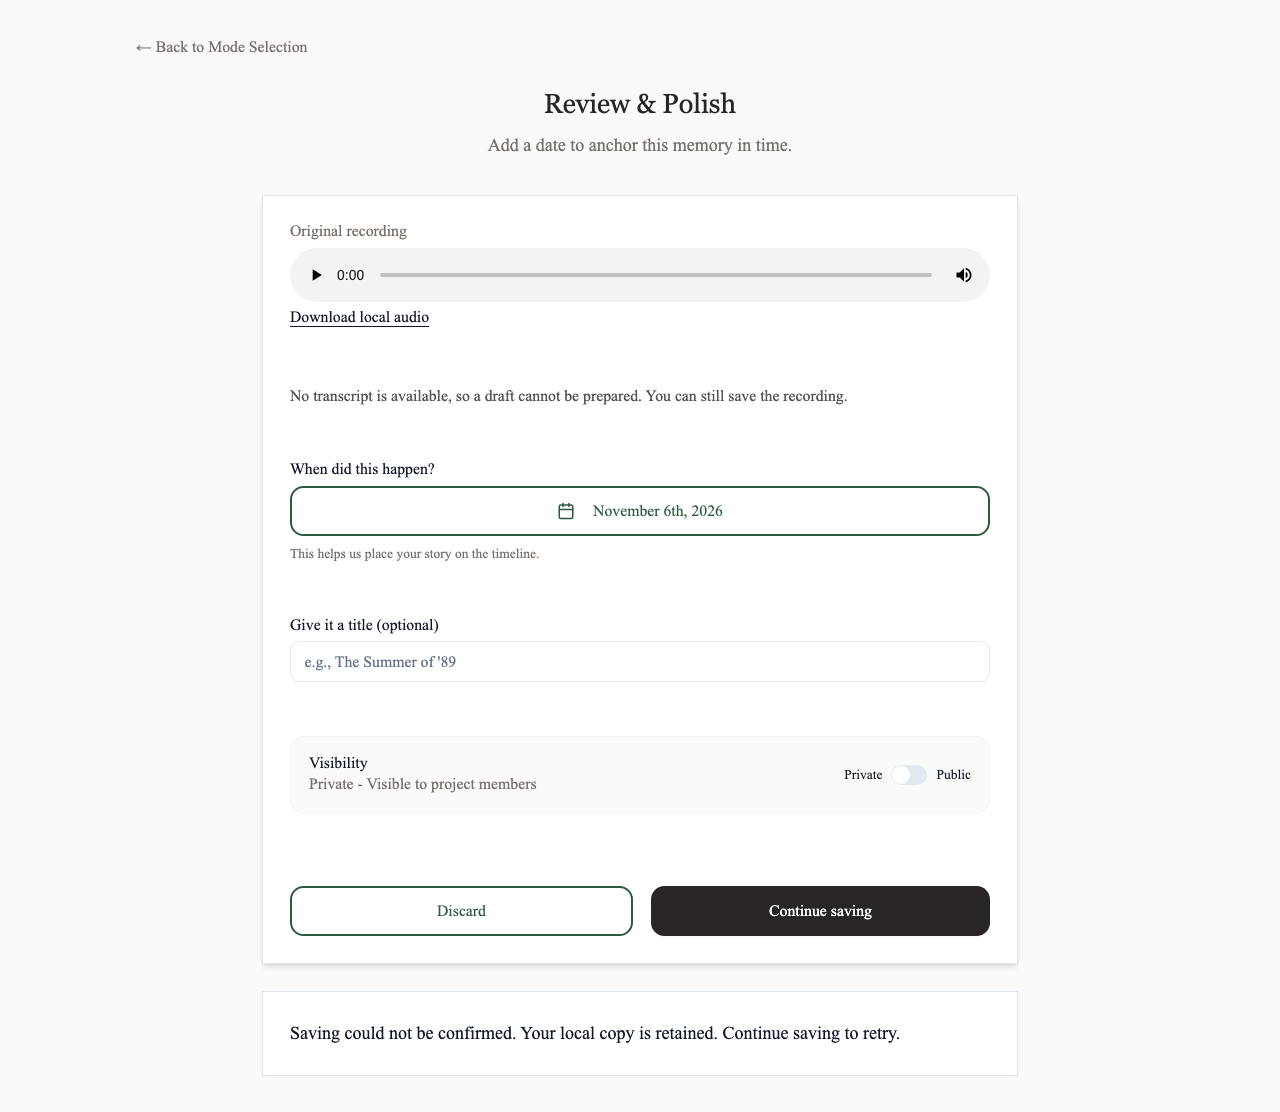 ← Back to Mode Selection
Review & Polish
Add a date to anchor this memory in time.
Original recording
0:00
Download local audio
No transcript is available, so a draft cannot be prepared. You can still save the recording.
When did this happen?
November 6th, 2026
This helps us place your story on the timeline.
Give it a title (optional)
e.g., The Summer of '89
Visibility
Private - Visible to project members
Private Public
Discard Continue saving
Saving could not be confirmed. Your local copy is retained. Continue saving to retry.